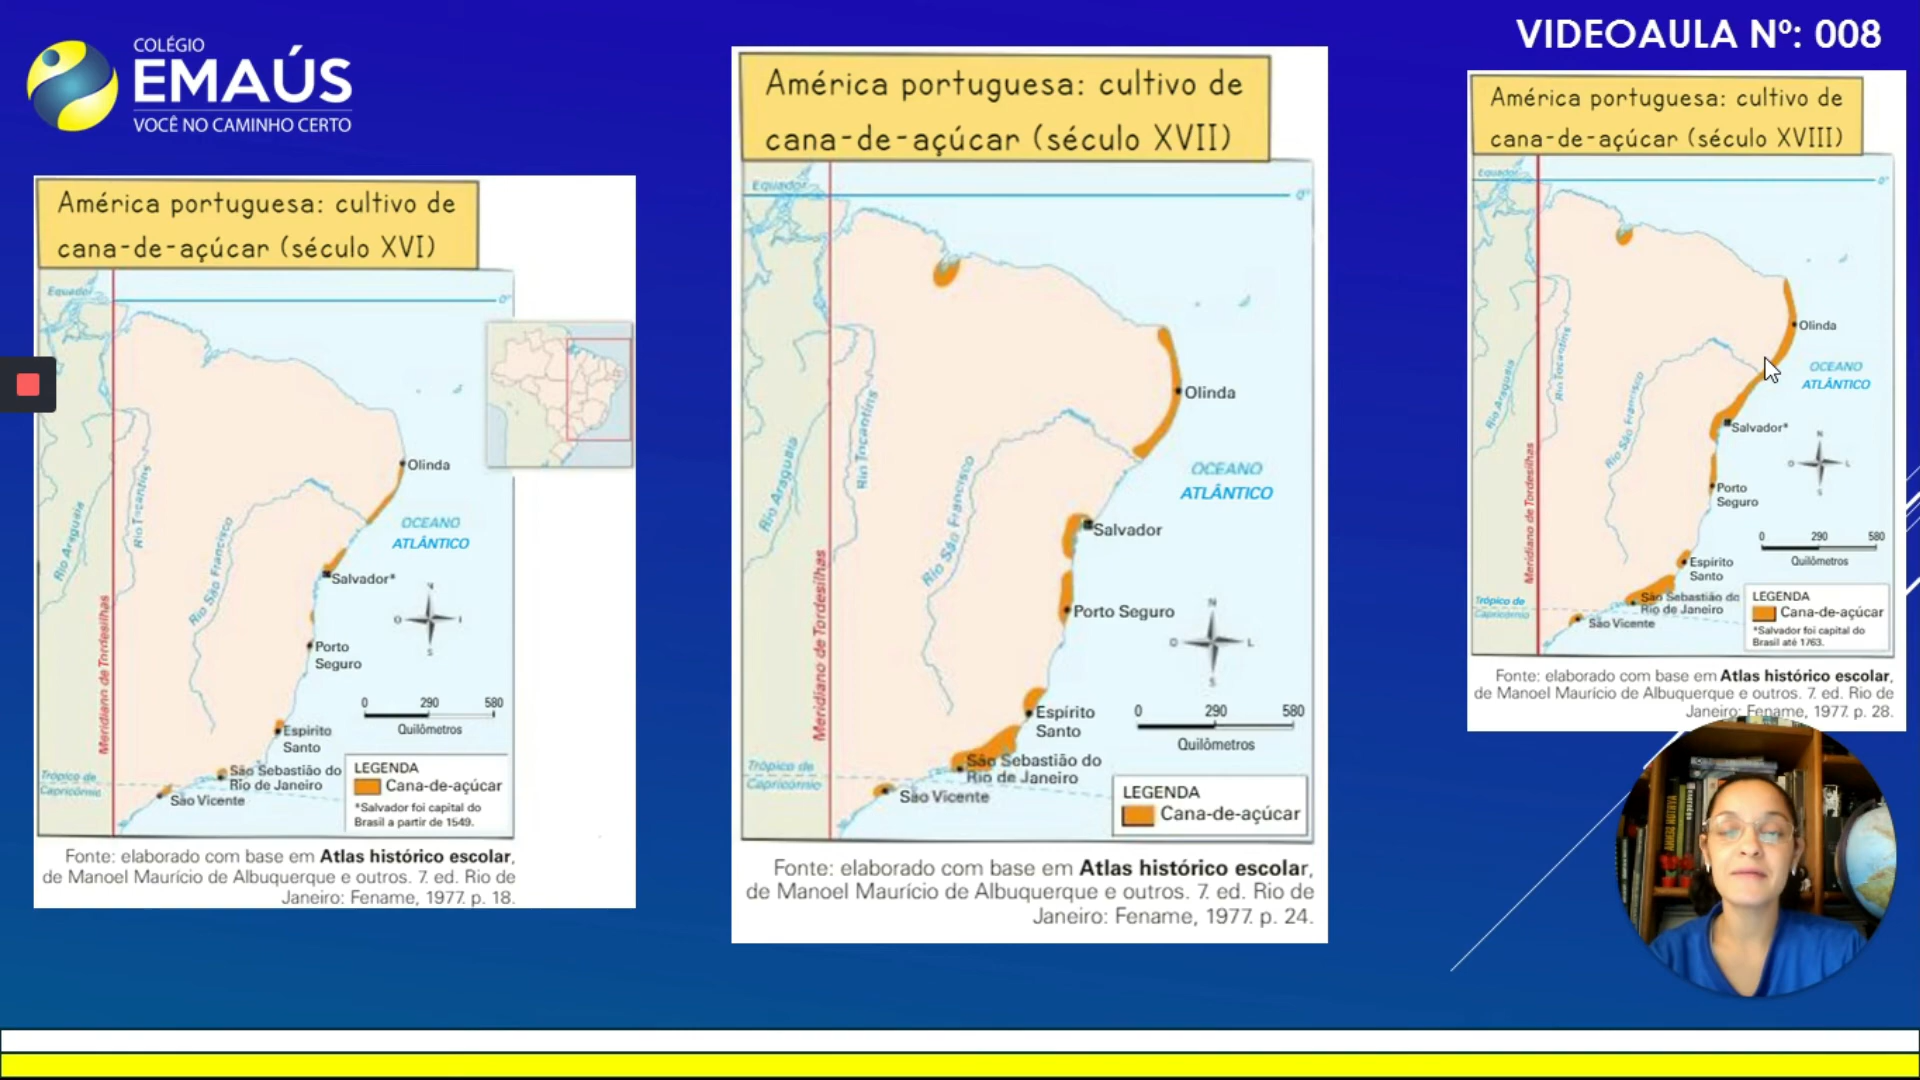 COLÉGIO
EMAÚS
VOCÊ NO CAMINHO CERTO
VIDEOAULA Nº: 008
América portuguesa: cultivo de
cana-de-açúcar (século XVI)
Equador
0°
Olinda
OCEANO
ATLÂNTICO
Rio Araguaia
Rio Tocantins
Rio São Francisco
Meridiano de Tordesilhas
Salvador*
N
O
L
S
Porto
Seguro
0 290 580
Quilômetros
Espírito
Santo
São Sebastião do
Rio de Janeiro
São Vicente
Trópico de
Capricórnio
LEGENDA
Cana-de-açúcar
*Salvador foi capital do
Brasil a partir de 1549.
Fonte: elaborado com base em Atlas histórico escolar,
de Manoel Maurício de Albuquerque e outros. 7. ed. Rio de
Janeiro: Fename, 1977. p. 18.
América portuguesa: cultivo de
cana-de-açúcar (século XVII)
Equador
0°
Olinda
OCEANO
ATLÂNTICO
Rio Araguaia
Rio Tocantins
Rio São Francisco
Meridiano de Tordesilhas
Salvador
Porto Seguro
N
O
L
S
0 290 580
Quilômetros
Espírito
Santo
São Sebastião do
Rio de Janeiro
São Vicente
Trópico de
Capricórnio
LEGENDA
Cana-de-açúcar
Fonte: elaborado com base em Atlas histórico escolar,
de Manoel Maurício de Albuquerque e outros. 7. ed. Rio de
Janeiro: Fename, 1977. p. 24.
América portuguesa: cultivo de
cana-de-açúcar (século XVIII)
Equador
0°
Olinda
OCEANO
ATLÂNTICO
Rio Araguaia
Rio Tocantins
Rio São Francisco
Meridiano de Tordesilhas
Salvador*
N
O
L
S
Porto
Seguro
0 290 580
Quilômetros
Espírito
Santo
São Sebastião do
Rio de Janeiro
São Vicente
Trópico de
Capricórnio
LEGENDA
Cana-de-açúcar
*Salvador foi capital do
Brasil até 1763.
Fonte: elaborado com base em Atlas histórico escolar,
de Manoel Maurício de Albuquerque e outros. 7. ed. Rio de
Janeiro: Fename, 1977. p. 28.